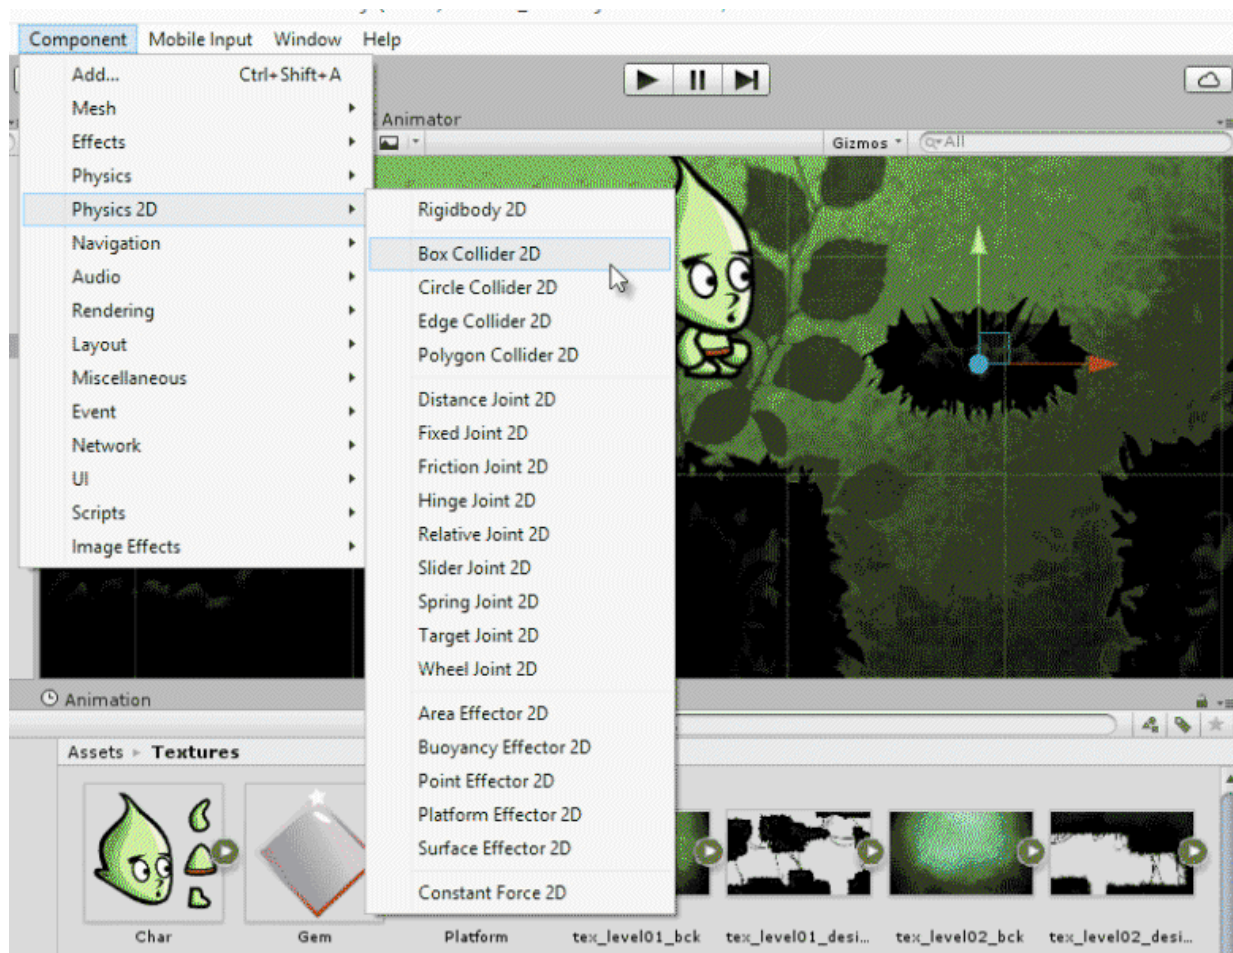 Component Mobile Input Window Help
Add... Ctrl+Shift+A
Mesh
Effects
Physics
Physics 2D
Navigation
Audio
Rendering
Layout
Miscellaneous
Event
Network
UI
Scripts
Image Effects
Animator
Gizmos All
Rigidbody 2D
Box Collider 2D
Circle Collider 2D
Edge Collider 2D
Polygon Collider 2D
Distance Joint 2D
Fixed Joint 2D
Friction Joint 2D
Hinge Joint 2D
Relative Joint 2D
Slider Joint 2D
Spring Joint 2D
Target Joint 2D
Wheel Joint 2D
Area Effector 2D
Buoyancy Effector 2D
Point Effector 2D
Platform Effector 2D
Surface Effector 2D
Constant Force 2D
Animation
Assets Textures
Char Gem Platform tex_level01_bck tex_level01_desi... tex_level02_bck tex_level02_desi...